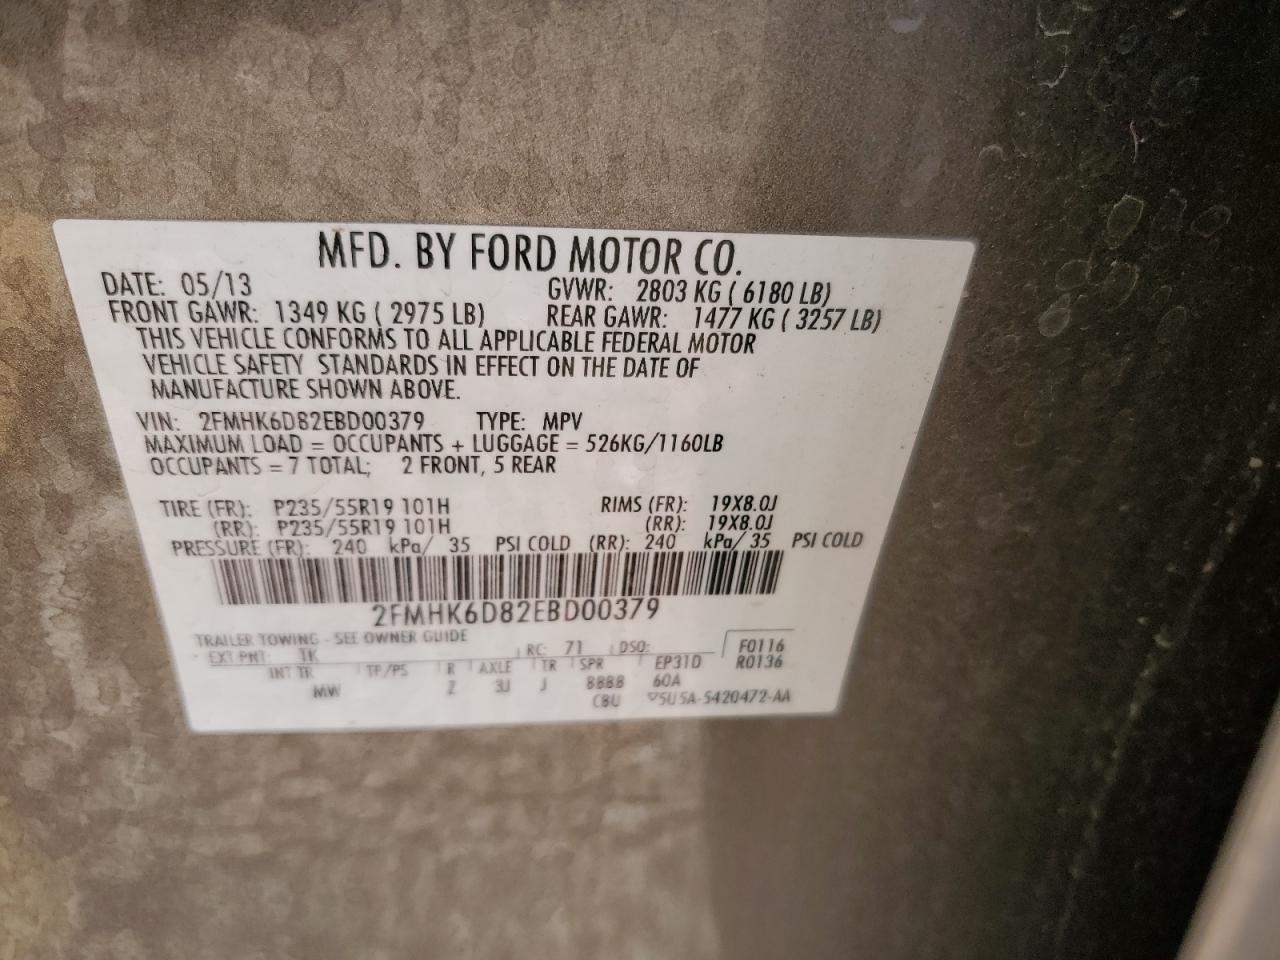 MFD. BY FORD MOTOR CO.
DATE: 05/13 GVWR: 2803 KG ( 6180 LB)
FRONT GAWR: 1349 KG ( 2975 LB) REAR GAWR: 1477 KG ( 3257 LB)
THIS VEHICLE CONFORMS TO ALL APPLICABLE FEDERAL MOTOR
VEHICLE SAFETY STANDARDS IN EFFECT ON THE DATE OF
MANUFACTURE SHOWN ABOVE.
VIN: 2FMHK6D82EBD00379 TYPE: MPV
MAXIMUM LOAD = OCCUPANTS + LUGGAGE = 526KG/1160LB
OCCUPANTS = 7 TOTAL; 2 FRONT, 5 REAR
TIRE (FR): P235/55R19 101H RIMS (FR): 19X8.0J
(RR): P235/55R19 101H (RR): 19X8.0J
PRESSURE (FR): 240 kPa/ 35 PSI COLD (RR): 240 kPa/ 35 PSI COLD
2FMHK6D82EBD00379
TRAILER TOWING - SEE OWNER GUIDE
EXT PNT: TK RC: 71 DSO: F0116
INT TR TP/PS R AXLE TR SPR EP31D R0136
MW Z 3J J 8888 60A
CBU 5U5A-5420472-AA